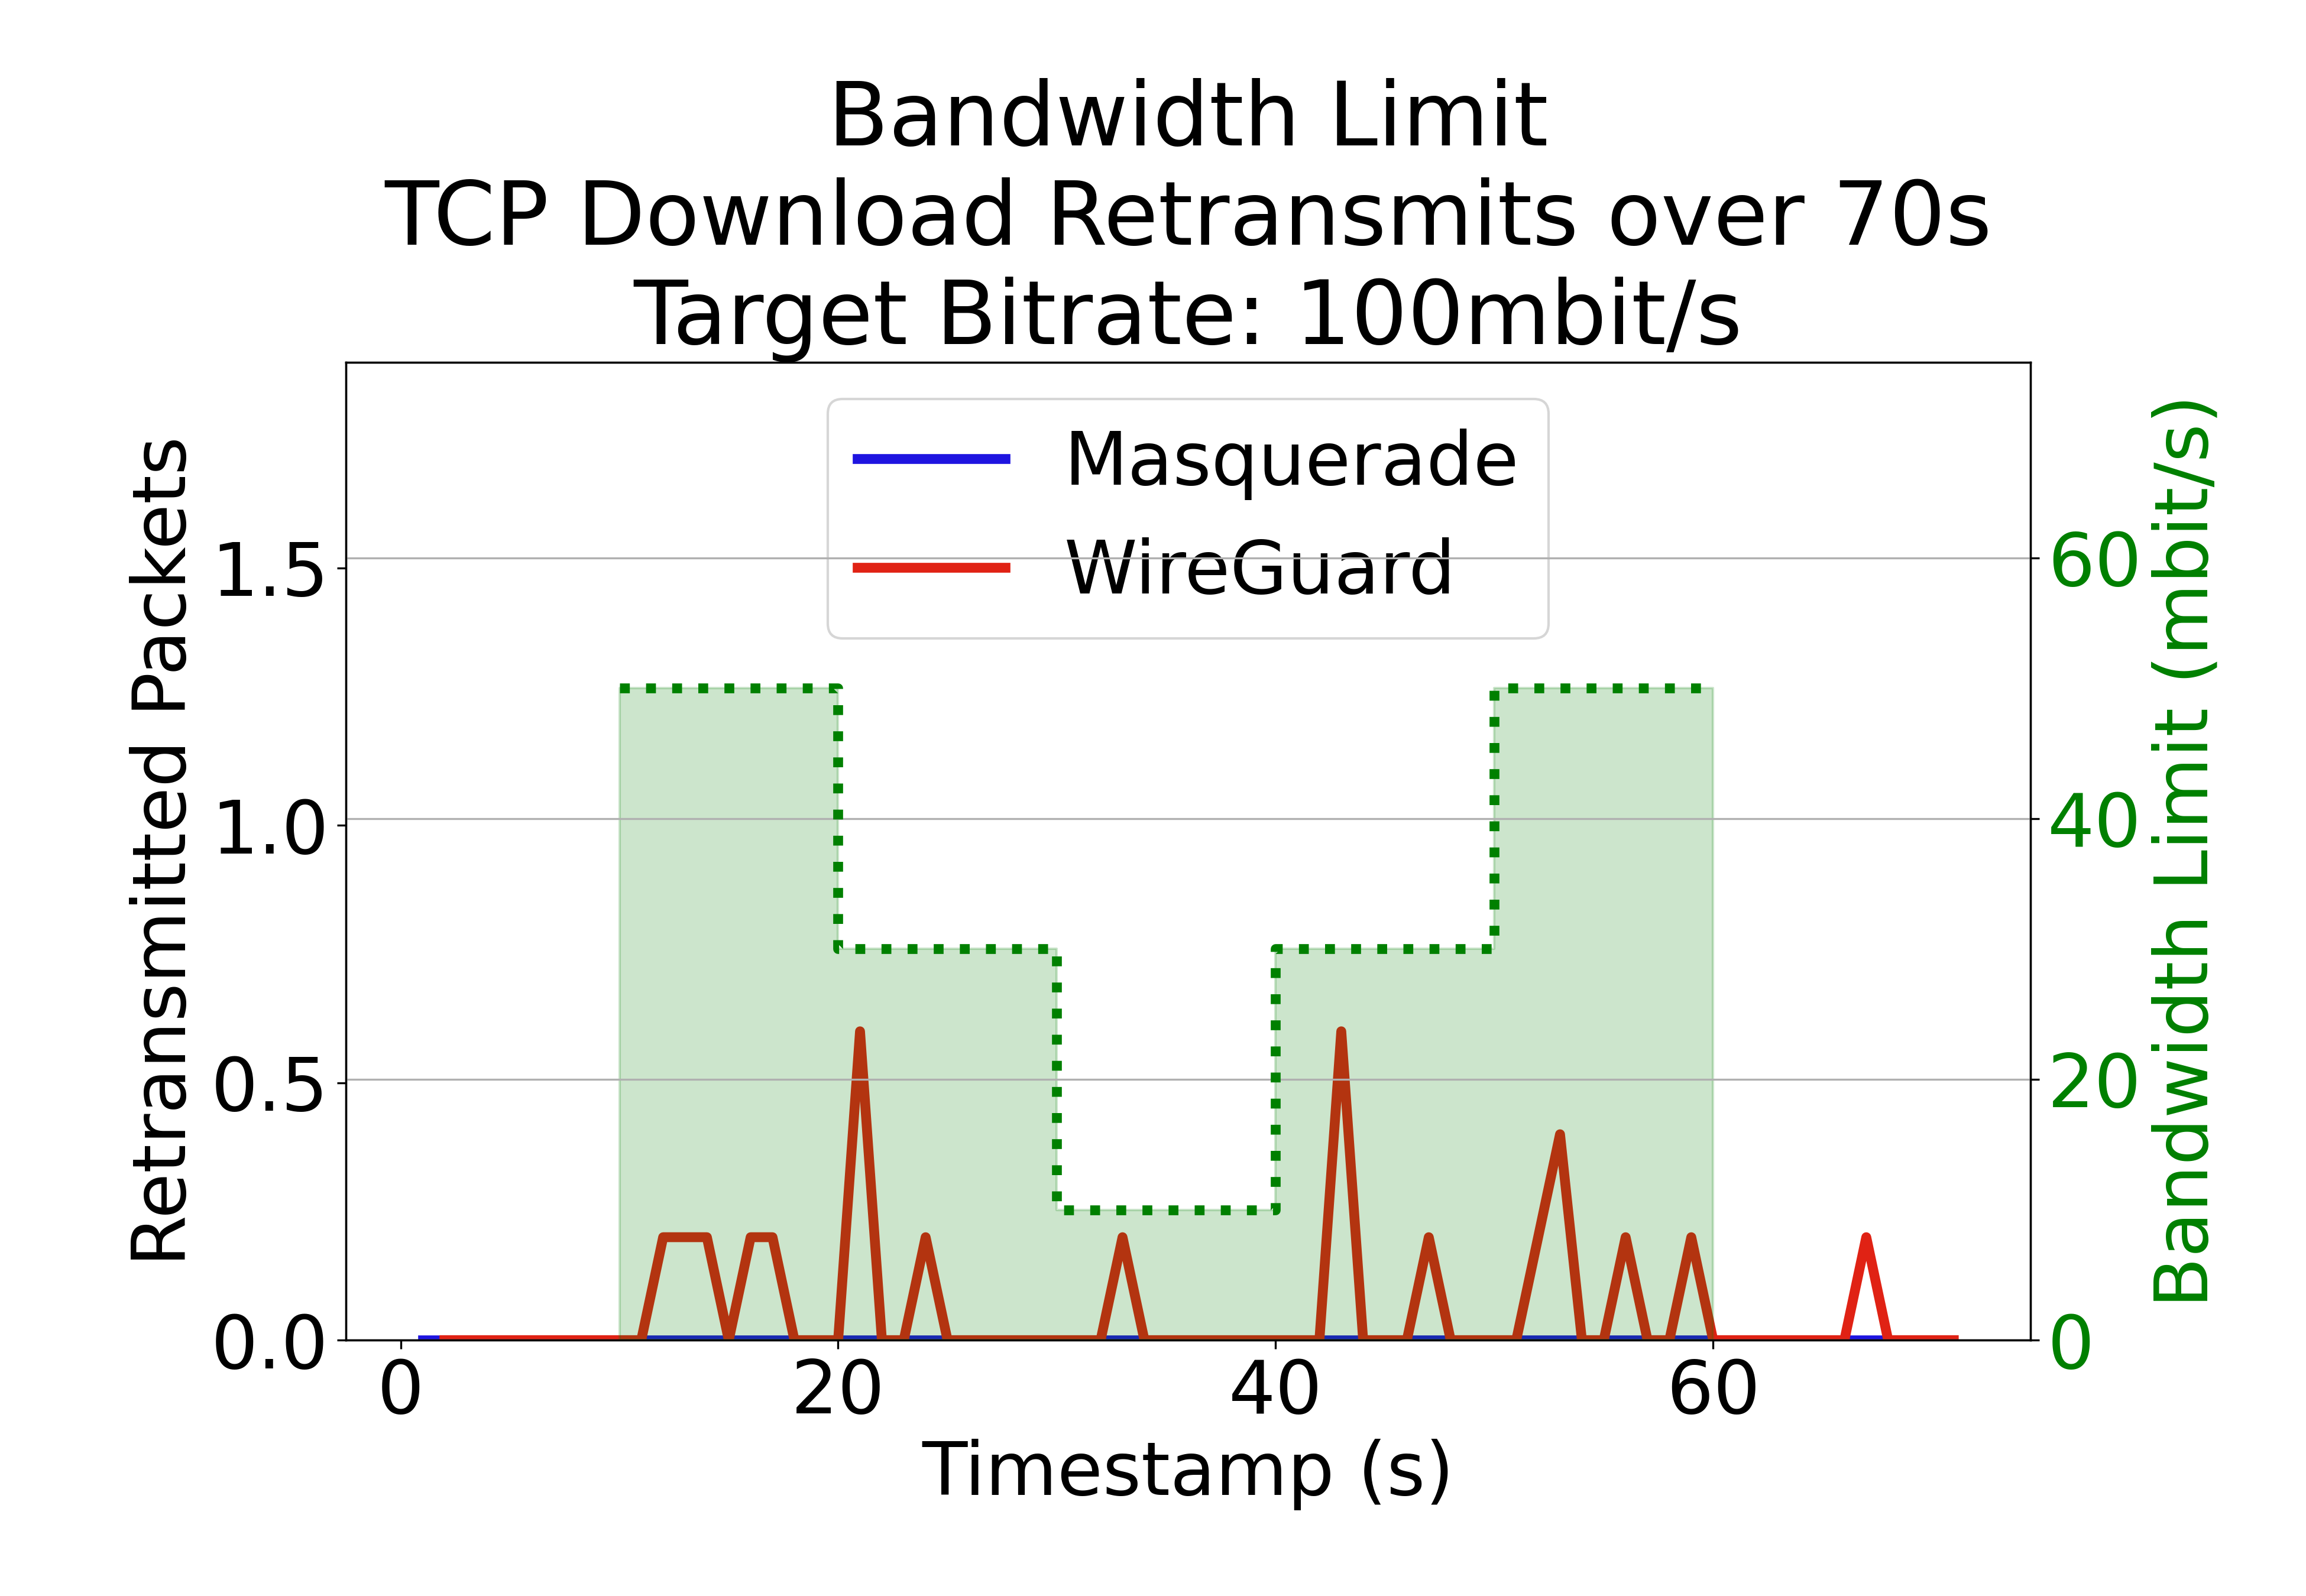 Bandwidth Limit
TCP Download Retransmits over 70s
Target Bitrate: 100mbit/s
Masquerade
WireGuard
Retransmitted Packets
1.5
1.0
0.5
0.0
Bandwidth Limit (mbit/s)
60
40
20
0
0 20 40 60
Timestamp (s)